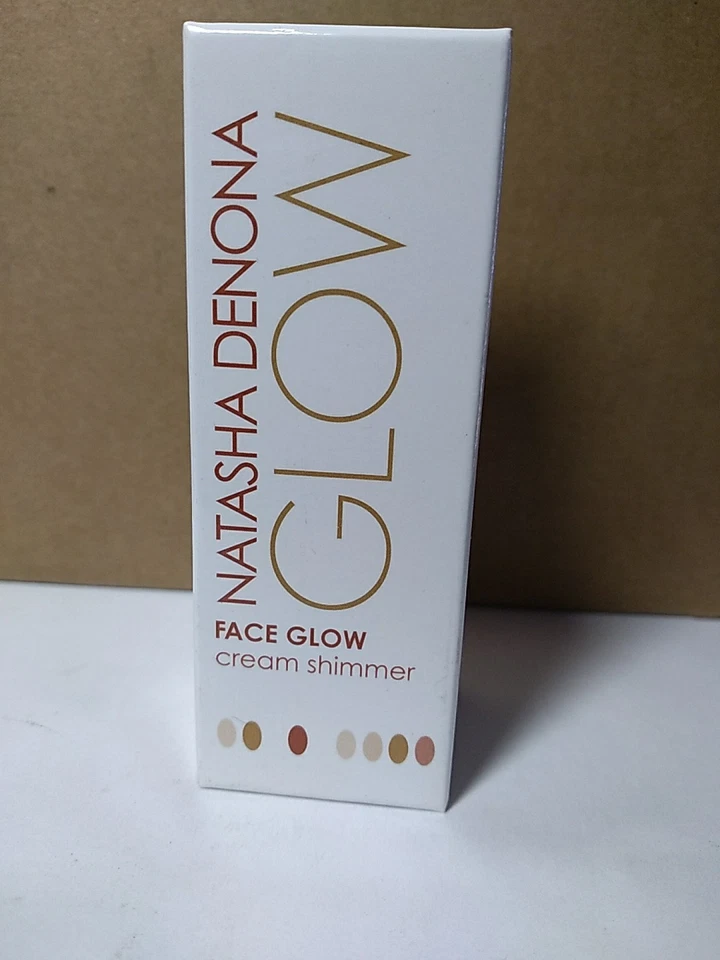 NATASHA DENONA
GLOW
FACE GLOW
cream shimmer